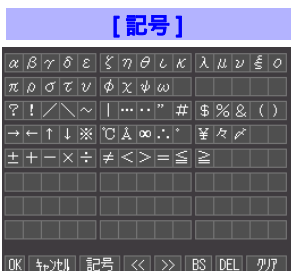 [記号]
α β γ δ ε ζ η θ ι κ λ μ ν ξ ο
π ρ σ τ υ φ χ ψ ω
? ! / \ ~ | … ‥ ” # $ % & ( )
→ ← ↑ ↓ ※ ℃ Å ∞ ∴ ° ¥ 々 〆
± + − × ÷ ≠ < > = ≦ ≧
OK ｷｬﾝｾﾙ 記号 << >> BS DEL ｸﾘｱ